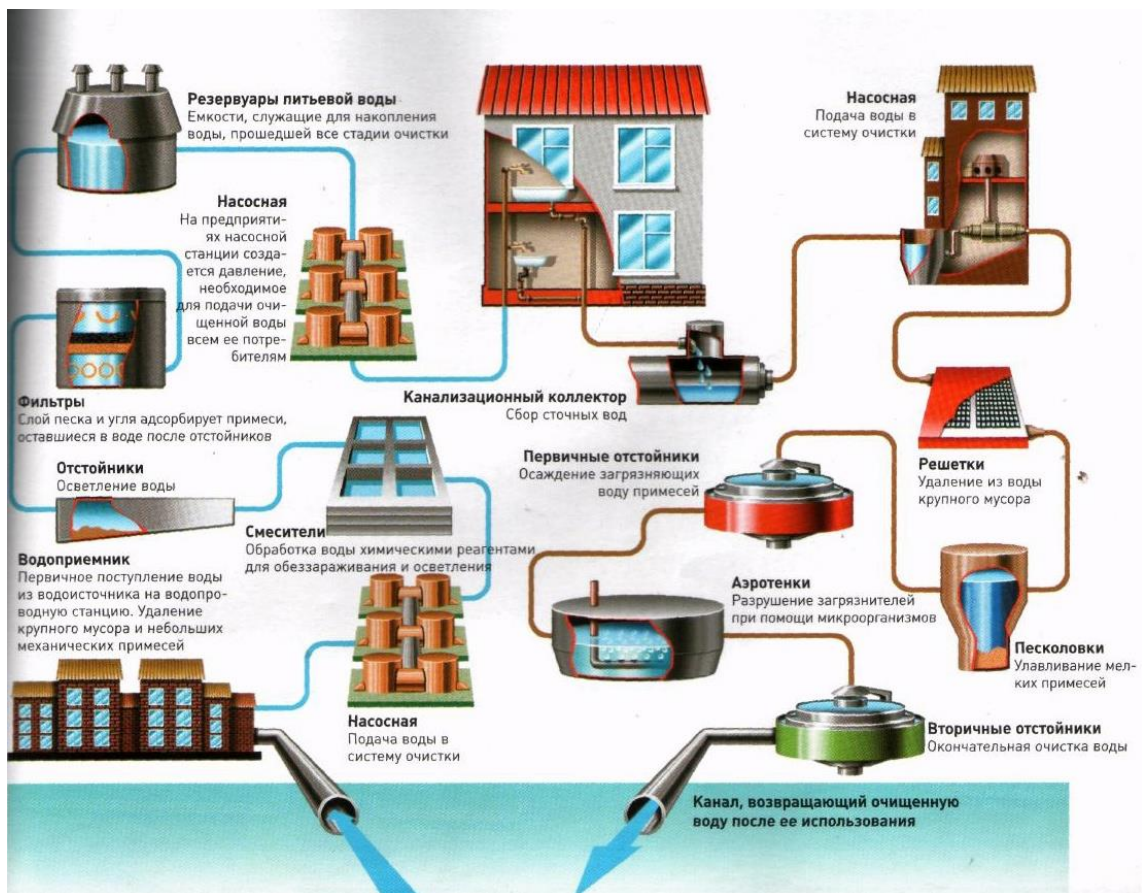 Резервуары питьевой воды
Емкости, служащие для накопления
воды, прошедшей все стадии очистки
Насосная
На предприяти-
ях насосной
станции созда-
ется давление,
необходимое
для подачи очи-
щенной воды
всем ее потре-
бителям
Фильтры
Слой песка и угля адсорбирует примеси,
оставшиеся в воде после отстойников
Отстойники
Осветление воды
Смесители
Обработка воды химическими реагентами
для обеззараживания и осветления
Водоприемник
Первичное поступление воды
из водоисточника на водопро-
водную станцию. Удаление
крупного мусора и небольших
механических примесей
Насосная
Подача воды в
систему очистки
Канализационный коллектор
Сбор сточных вод
Насосная
Подача воды в
систему очистки
Решетки
Удаление из воды
крупного мусора
Первичные отстойники
Осаждение загрязняющих
воду примесей
Аэротенки
Разрушение загрязнителей
при помощи микроорганизмов
Песколовки
Улавливание мел-
ких примесей
Вторичные отстойники
Окончательная очистка воды
Канал, возвращающий очищенную
воду после ее использования